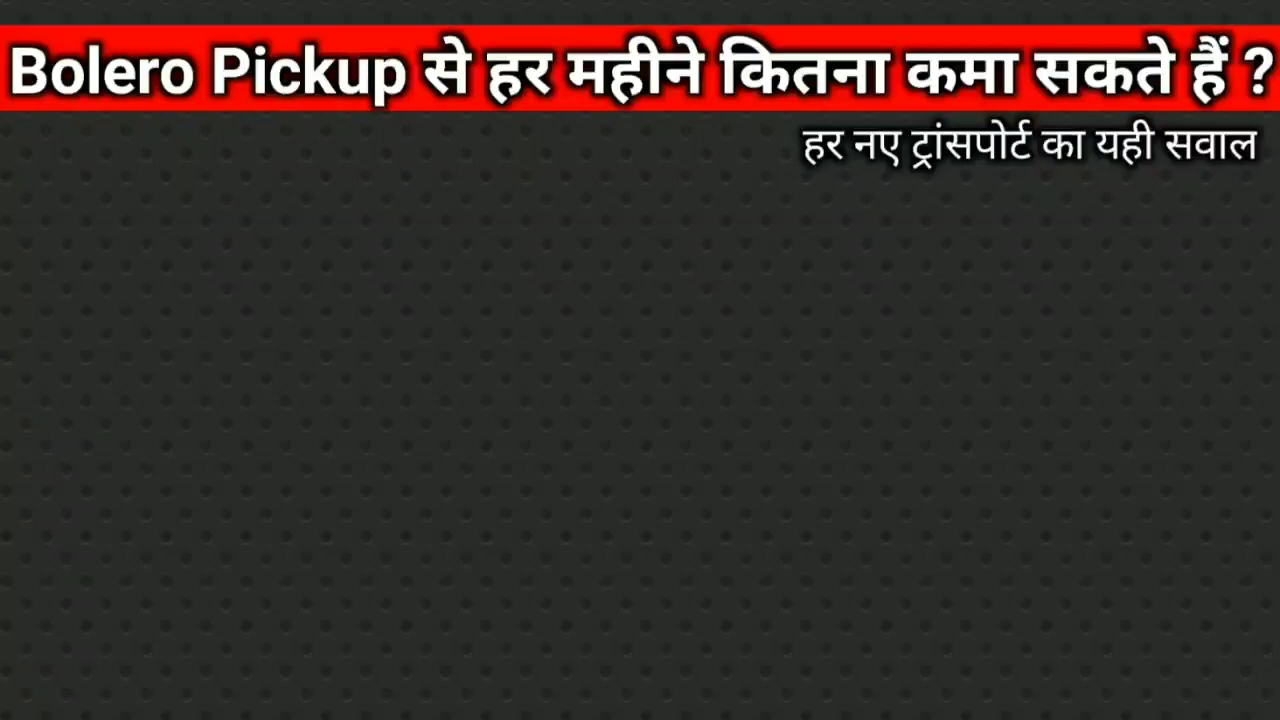 Bolero Pickup से हर महीने कितना कमा सकते हैं ?
हर नए ट्रांसपोर्ट का यही सवाल